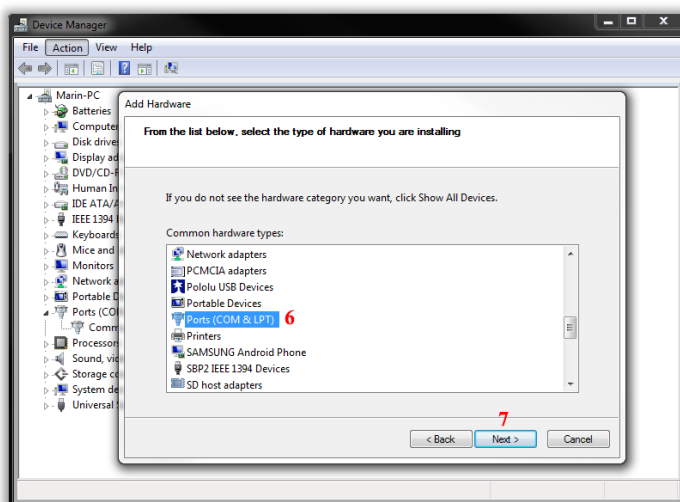 Device Manager
File Action View Help
Marin-PC
Batteries
Computer
Disk drive
Display ad
DVD/CD-R
Human In
IDE ATA/A
IEEE 1394
Keyboards
Mice and
Monitors
Network a
Portable D
Ports (CO
Comm
Processors
Sound, vid
Storage co
System de
Universal
Add Hardware
From the list below, select the type of hardware you are installing
If you do not see the hardware category you want, click Show All Devices.
Common hardware types:
Network adapters
PCMCIA adapters
Pololu USB Devices
Portable Devices
Ports (COM & LPT) 6
Printers
SAMSUNG Android Phone
SBP2 IEEE 1394 Devices
SD host adapters
7
< Back Next > Cancel